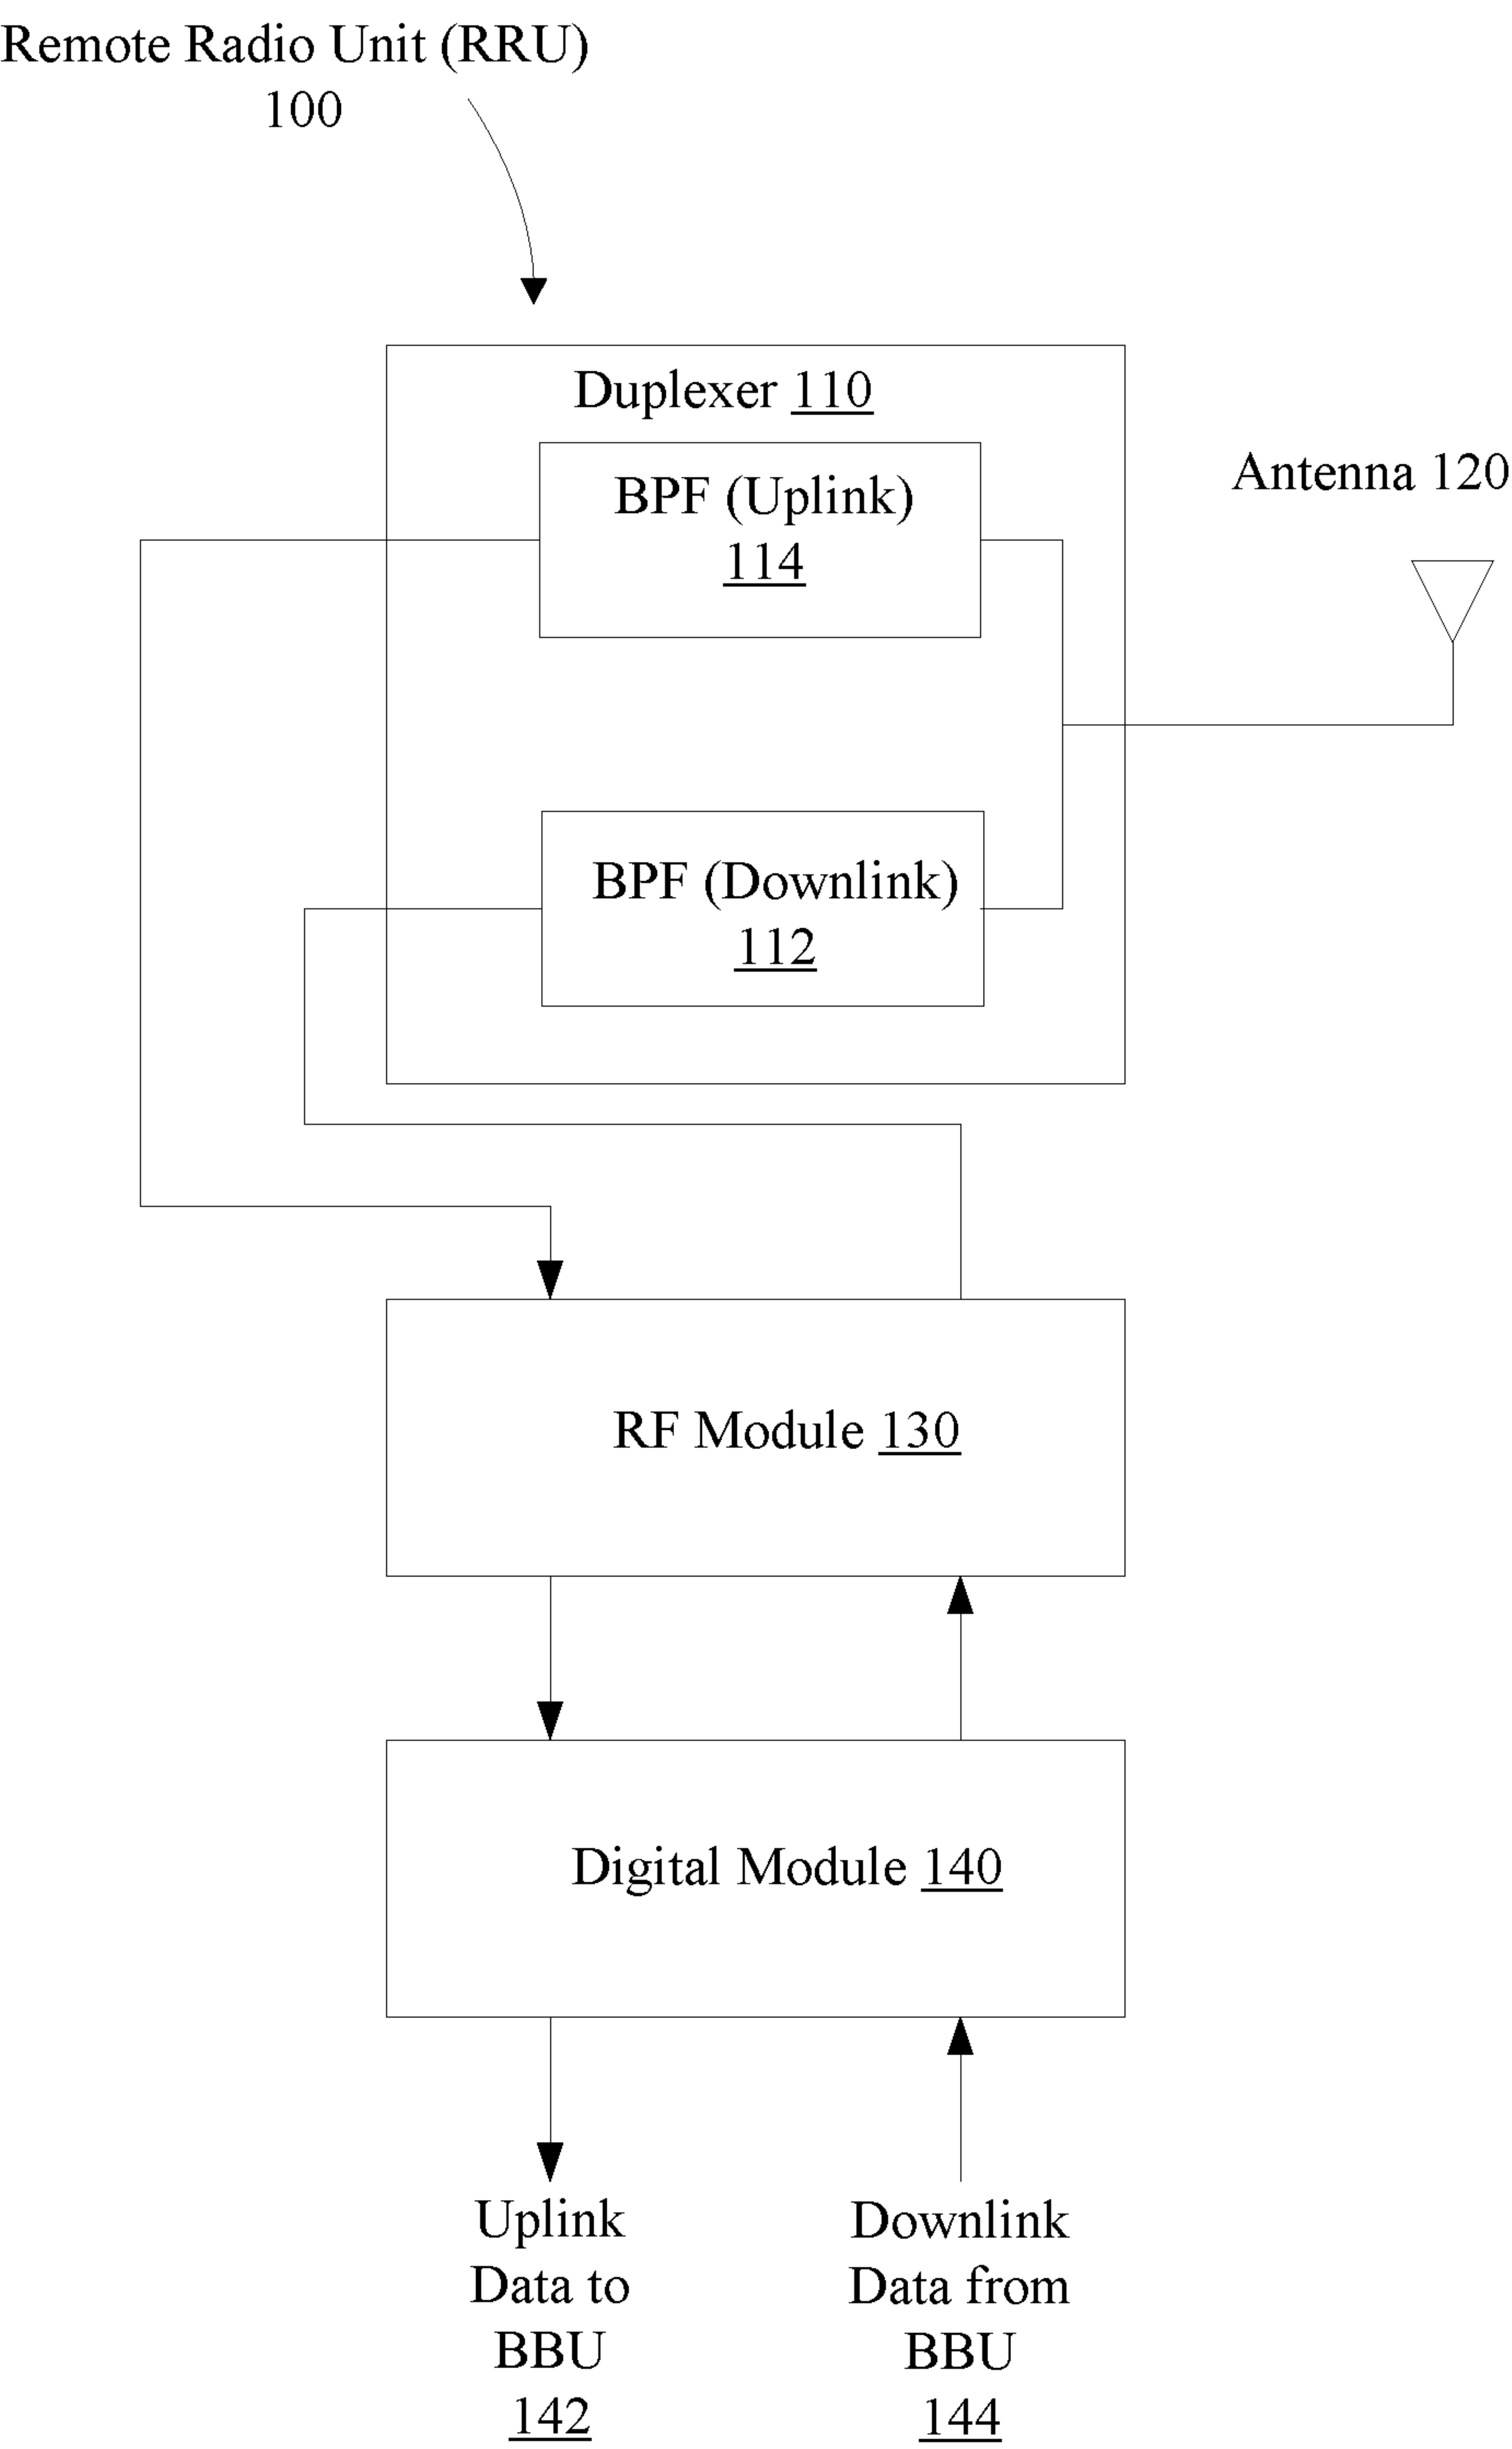 Remote Radio Unit (RRU)
100
Duplexer 110
BPF (Uplink)
114
Antenna 120
BPF (Downlink)
112
RF Module 130
Digital Module 140
Uplink
Data to
BBU
142
Downlink
Data from
BBU
144